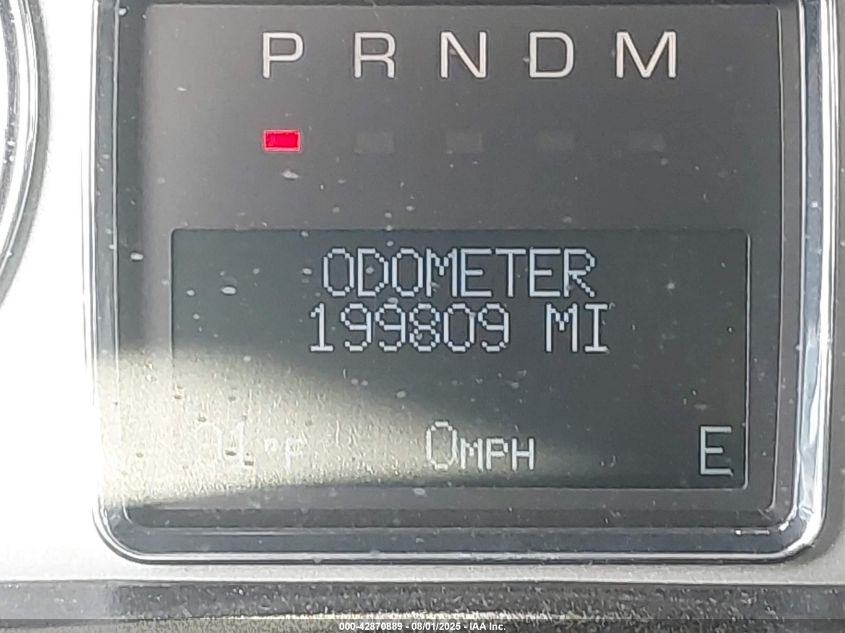 P R N D M
ODOMETER
199809 MI
0MPH E
000-42870889 - 08/01/2025 - IAA Inc.